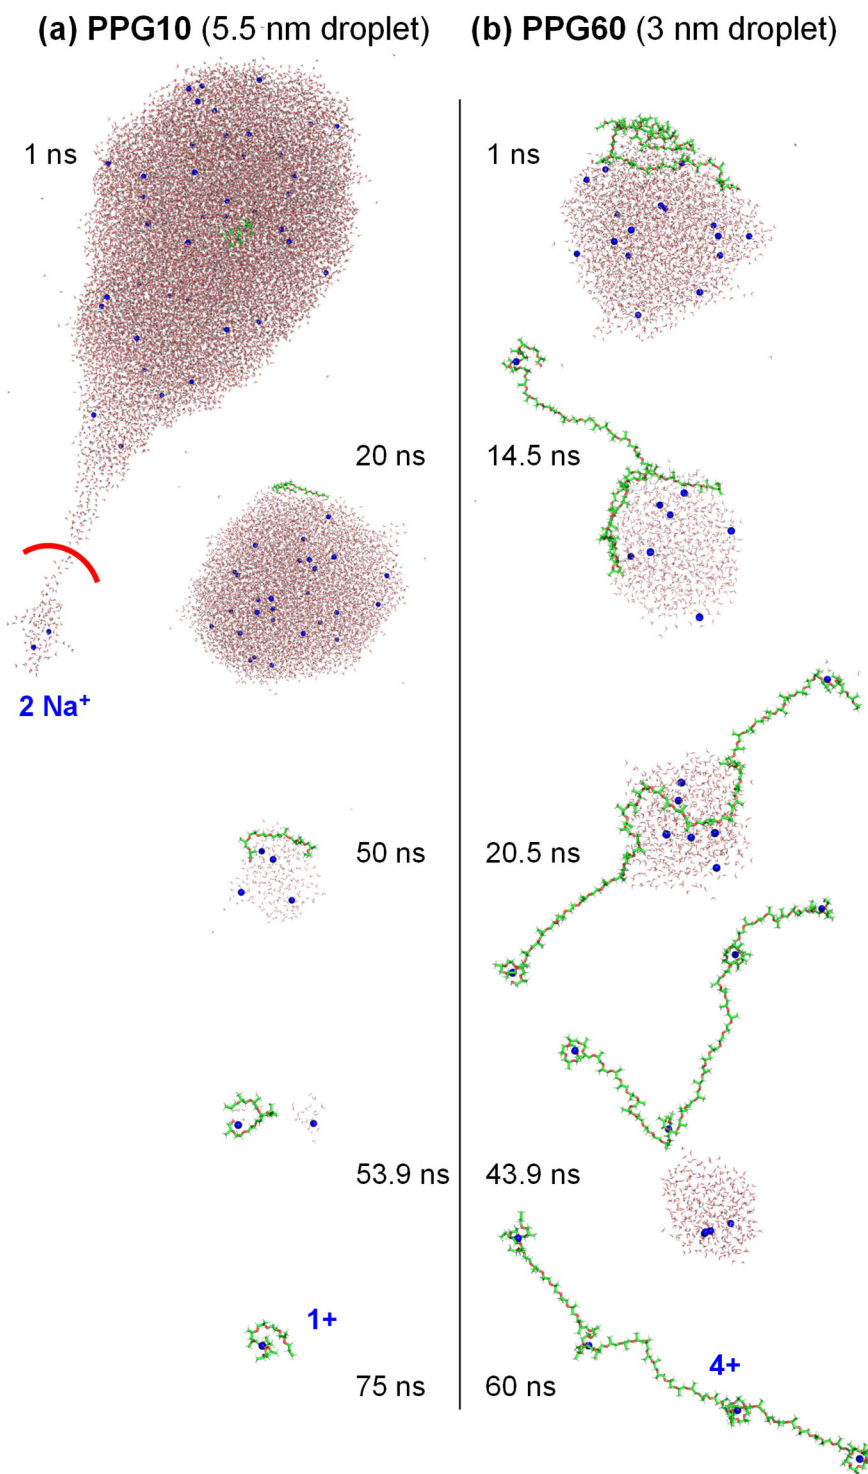 (a) PPG10 (5.5 nm droplet)
1 ns
20 ns
2 Na⁺
50 ns
53.9 ns
1+
75 ns
(b) PPG60 (3 nm droplet)
1 ns
14.5 ns
20.5 ns
43.9 ns
4+
60 ns